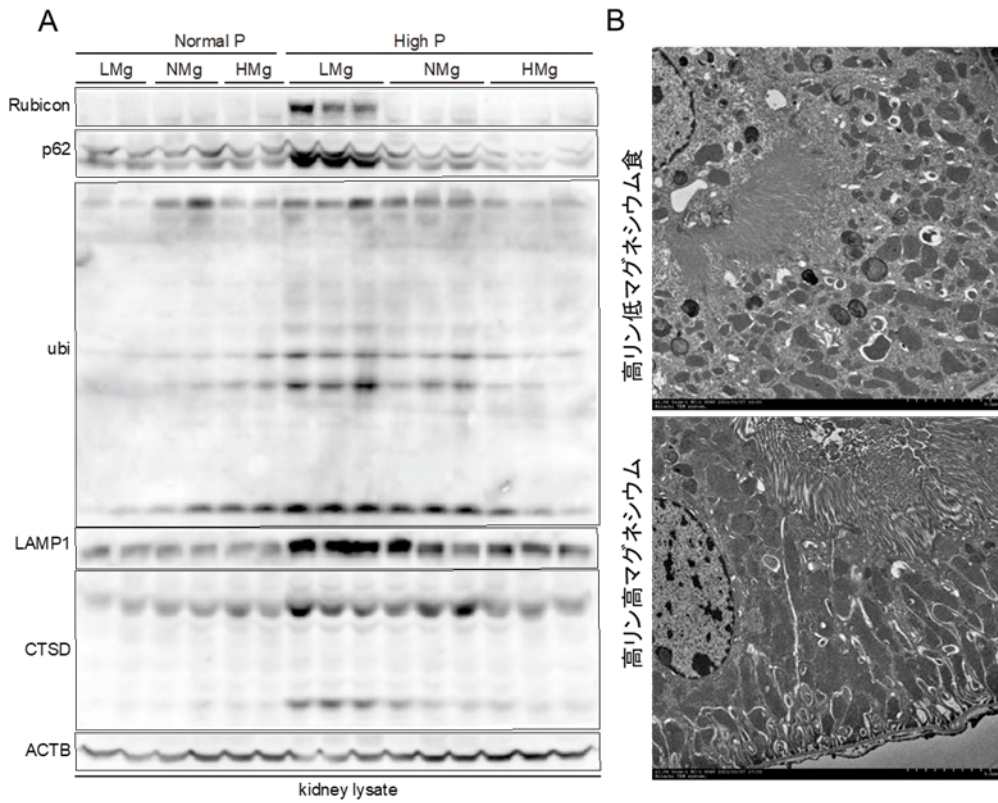 A
B
Normal P
High P
LMg
NMg
HMg
LMg
NMg
HMg
Rubicon
p62
ubi
LAMP1
CTSD
ACTB
kidney lysate
高リン低マグネシウム食
高リン高マグネシウム